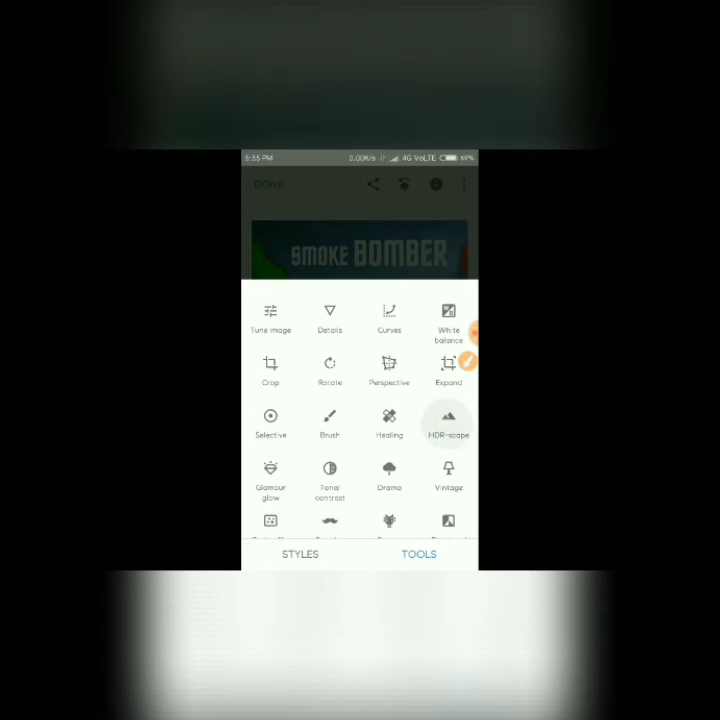 5:35 PM 0.00K/s 4G VoLTE 69%
DONE
SMOKE BOMBER
Tune image Details Curves White balance
Crop Rotate Perspective Expand
Selective Brush Healing HDR-scape
Glamour glow Tonal contrast Drama Vintage
STYLES TOOLS